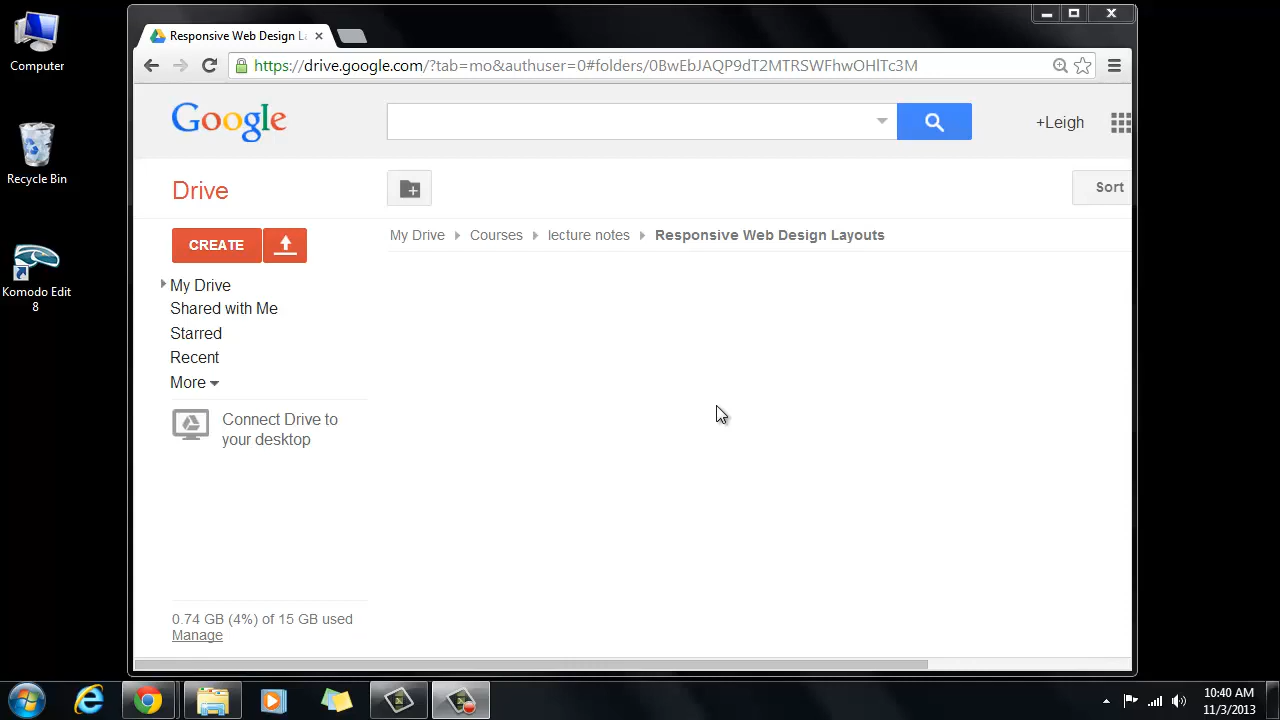 Computer
Recycle Bin
Komodo Edit
8
Responsive Web Design L
https://drive.google.com/?tab=mo&authuser=0#folders/0BwEbJAQP9dT2MTRSWFhwOHlTc3M
Google
+Leigh
Drive
Sort
CREATE
My Drive Courses lecture notes Responsive Web Design Layouts
My Drive
Shared with Me
Starred
Recent
More
Connect Drive to
your desktop
0.74 GB (4%) of 15 GB used
Manage
10:40 AM
11/3/2013